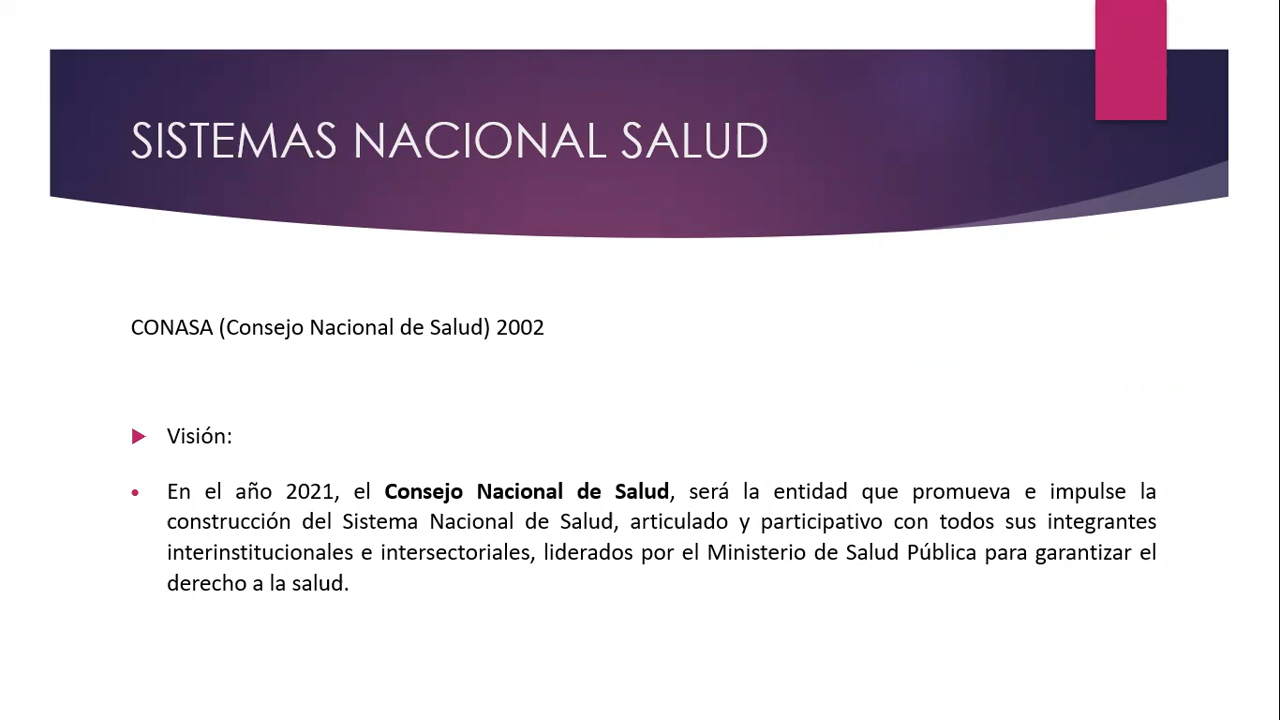 SISTEMAS NACIONAL SALUD
CONASA (Consejo Nacional de Salud) 2002
Visión:
En el año 2021, el Consejo Nacional de Salud, será la entidad que promueva e impulse la
construcción del Sistema Nacional de Salud, articulado y participativo con todos sus integrantes
interinstitucionales e intersectoriales, liderados por el Ministerio de Salud Pública para garantizar el
derecho a la salud.